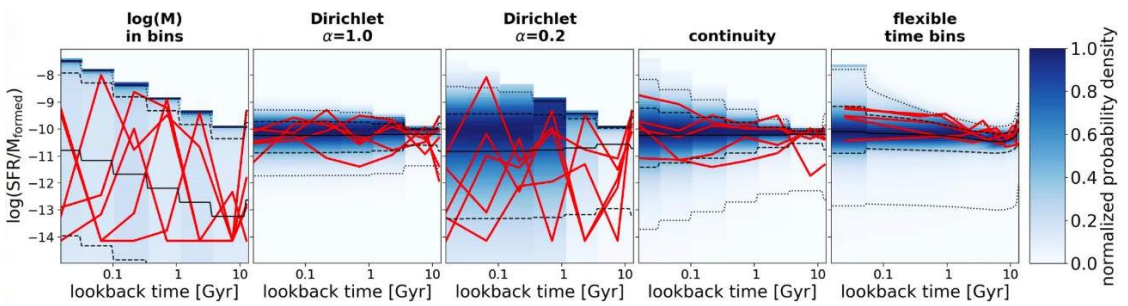 log(M)
in bins
Dirichlet
α=1.0
Dirichlet
α=0.2
continuity
flexible
time bins
log(SFR/M_formed)
−8
−9
−10
−11
−12
−13
−14
0.1 1 10
0.1 1 10
0.1 1 10
0.1 1 10
0.1 1 10
lookback time [Gyr]
lookback time [Gyr]
lookback time [Gyr]
lookback time [Gyr]
lookback time [Gyr]
1.0
0.8
0.6
0.4
0.2
0.0
normalized probability density